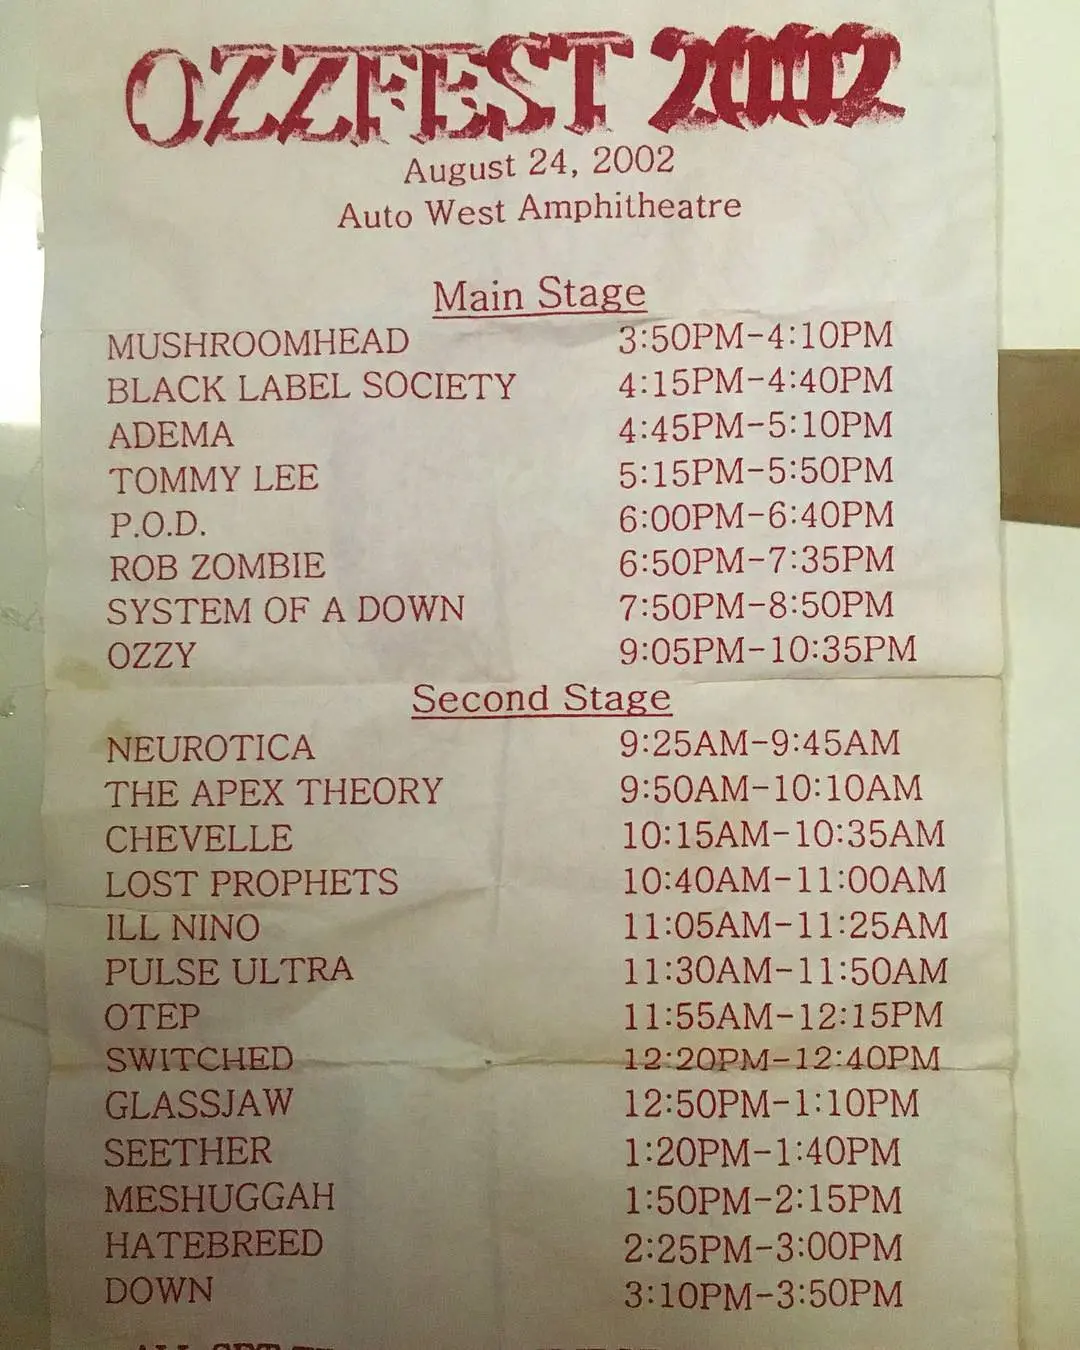 OZZFEST 2002
August 24, 2002
Auto West Amphitheatre
Main Stage
MUSHROOMHEAD 3:50PM-4:10PM
BLACK LABEL SOCIETY 4:15PM-4:40PM
ADEMA 4:45PM-5:10PM
TOMMY LEE 5:15PM-5:50PM
P.O.D. 6:00PM-6:40PM
ROB ZOMBIE 6:50PM-7:35PM
SYSTEM OF A DOWN 7:50PM-8:50PM
OZZY 9:05PM-10:35PM
Second Stage
NEUROTICA 9:25AM-9:45AM
THE APEX THEORY 9:50AM-10:10AM
CHEVELLE 10:15AM-10:35AM
LOST PROPHETS 10:40AM-11:00AM
ILL NINO 11:05AM-11:25AM
PULSE ULTRA 11:30AM-11:50AM
OTEP 11:55AM-12:15PM
SWITCHED 12:20PM-12:40PM
GLASSJAW 12:50PM-1:10PM
SEETHER 1:20PM-1:40PM
MESHUGGAH 1:50PM-2:15PM
HATEBREED 2:25PM-3:00PM
DOWN 3:10PM-3:50PM
ALL SET